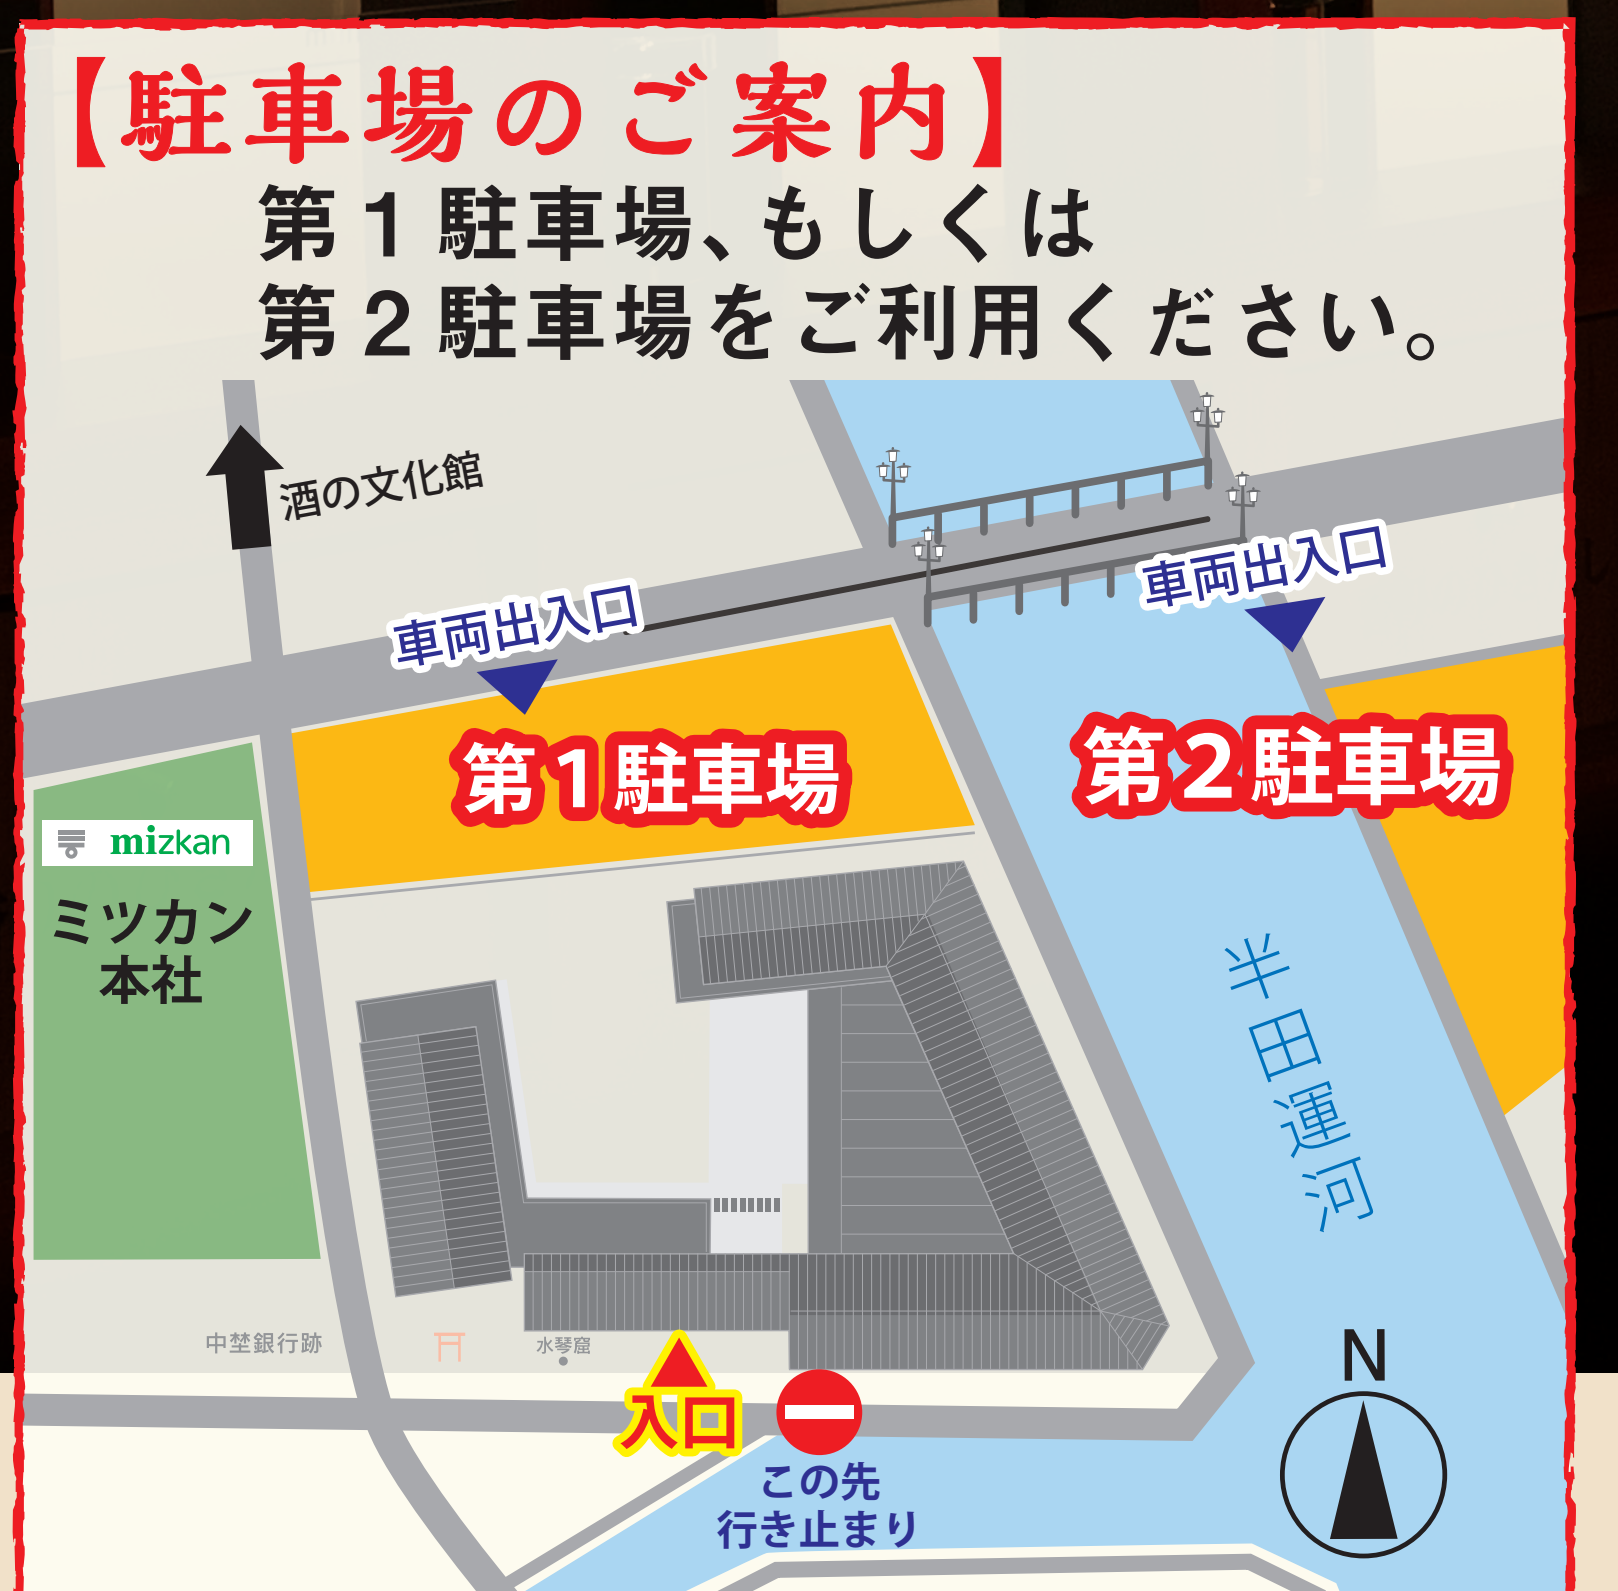 【駐車場のご案内】
第1駐車場、もしくは
第2駐車場をご利用ください。
酒の文化館
車両出入口
車両出入口
第1駐車場
第2駐車場
mizkan
ミツカン
本社
半田運河
中埜銀行跡
水琴窟
入口
この先
行き止まり
N